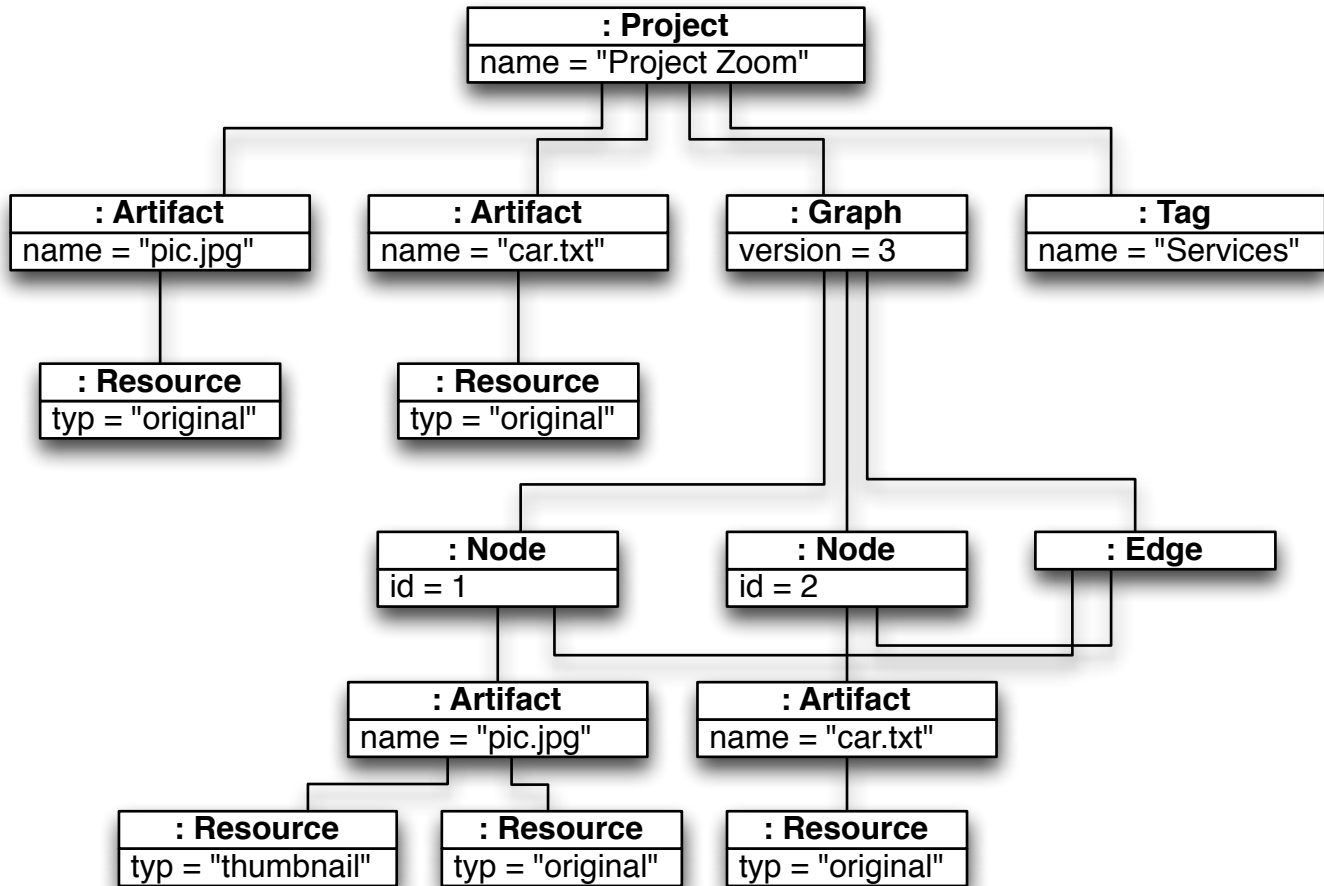 : Project
name = "Project Zoom"
: Artifact
name = "pic.jpg"
: Artifact
name = "car.txt"
: Graph
version = 3
: Tag
name = "Services"
: Resource
typ = "original"
: Resource
typ = "original"
: Node
id = 1
: Node
id = 2
: Edge
: Artifact
name = "pic.jpg"
: Artifact
name = "car.txt"
: Resource
typ = "thumbnail"
: Resource
typ = "original"
: Resource
typ = "original"